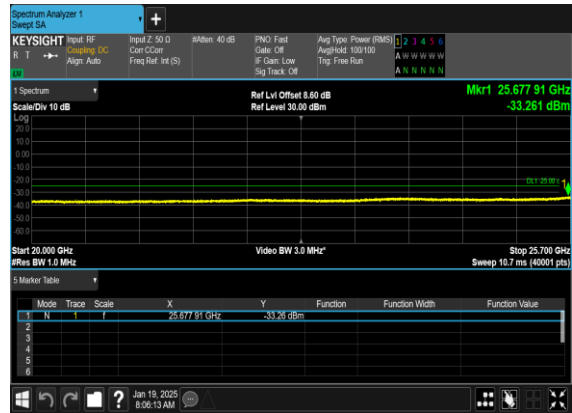 Spectrum Analyzer 1
Swept SA
KEYSIGHT Input: RF Input Z: 50 Ω #Atten: 40 dB PNO: Fast Avg Type: Power (RMS) 1 2 3 4 5 6
R T Coupling: DC Corr CCorr Gate: Off Avg|Hold: 100/100 A W W W W W
Align: Auto Freq Ref: Int (S) IF Gain: Low Trig: Free Run
Sig Track: Off A N N N N N
1 Spectrum
Ref Lvl Offset 8.60 dB Mkr1 25.677 91 GHz
Scale/Div 10 dB Ref Level 30.00 dBm -33.261 dBm
Log
20.0
10.0
0.00
-10.0
-20.0
DL1 -25.00
1
-30.0
-40.0
-50.0
-60.0
Start 20.000 GHz Video BW 3.0 MHz* Stop 25.700 GHz
#Res BW 1.0 MHz Sweep 10.7 ms (40001 pts)
5 Marker Table
Mode Trace Scale X Y Function Function Width Function Value
1 N 1 f 25.677 91 GHz -33.26 dBm
2
3
4
5
6
? Jan 19, 2025
8:06:13 AM